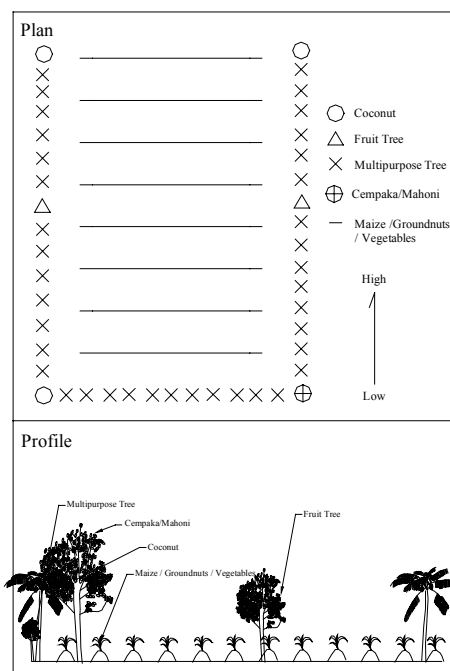 Plan
Coconut
Fruit Tree
Multipurpose Tree
Cempaka/Mahoni
Maize /Groundnuts
/ Vegetables
High
Low
Profile
Multipurpose Tree
Cempaka/Mahoni
Fruit Tree
Coconut
Maize / Groundnuts / Vegetables